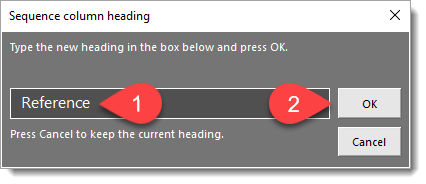 Sequence column heading
Type the new heading in the box below and press OK.
Reference 1
2 OK
Press Cancel to keep the current heading.
Cancel